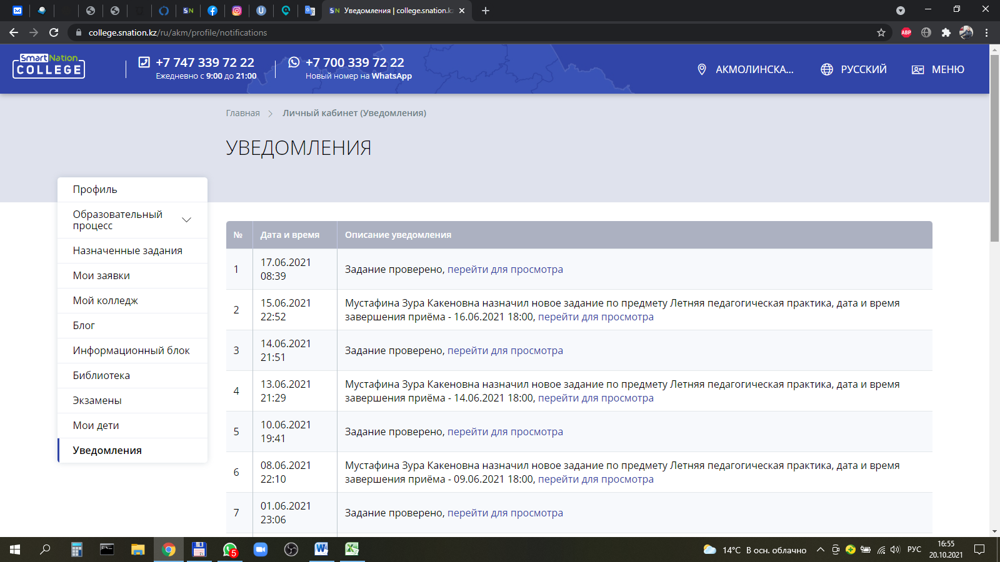 Уведомления | college.snation.k
college.snation.kz/ru/akm/profile/notifications
ABP
SmartNation
COLLEGE
+7 747 339 72 22
Ежедневно с 9:00 до 21:00
+7 700 339 72 22
Новый номер на WhatsApp
АКМОЛИНСКА...
РУССКИЙ
МЕНЮ
Главная
Личный кабинет (Уведомления)
УВЕДОМЛЕНИЯ
Профиль
Образовательный
процесс
Назначенные задания
Мои заявки
Мой колледж
Блог
Информационный блок
Библиотека
Экзамены
Мои дети
Уведомления
№ Дата и время Описание уведомления
1 17.06.2021
08:39
Задание проверено, перейти для просмотра
2 15.06.2021
22:52
Мустафина Зура Какеновна назначил новое задание по предмету Летняя педагогическая практика, дата и время
завершения приёма - 16.06.2021 18:00, перейти для просмотра
3 14.06.2021
21:51
Задание проверено, перейти для просмотра
4 13.06.2021
21:29
Мустафина Зура Какеновна назначил новое задание по предмету Летняя педагогическая практика, дата и время
завершения приёма - 14.06.2021 18:00, перейти для просмотра
5 10.06.2021
19:41
Задание проверено, перейти для просмотра
6 08.06.2021
22:10
Мустафина Зура Какеновна назначил новое задание по предмету Летняя педагогическая практика, дата и время
завершения приёма - 09.06.2021 18:00, перейти для просмотра
7 01.06.2021
23:06
Задание проверено, перейти для просмотра
5
14°C В осн. облачно
РУС
16:55
20.10.2021